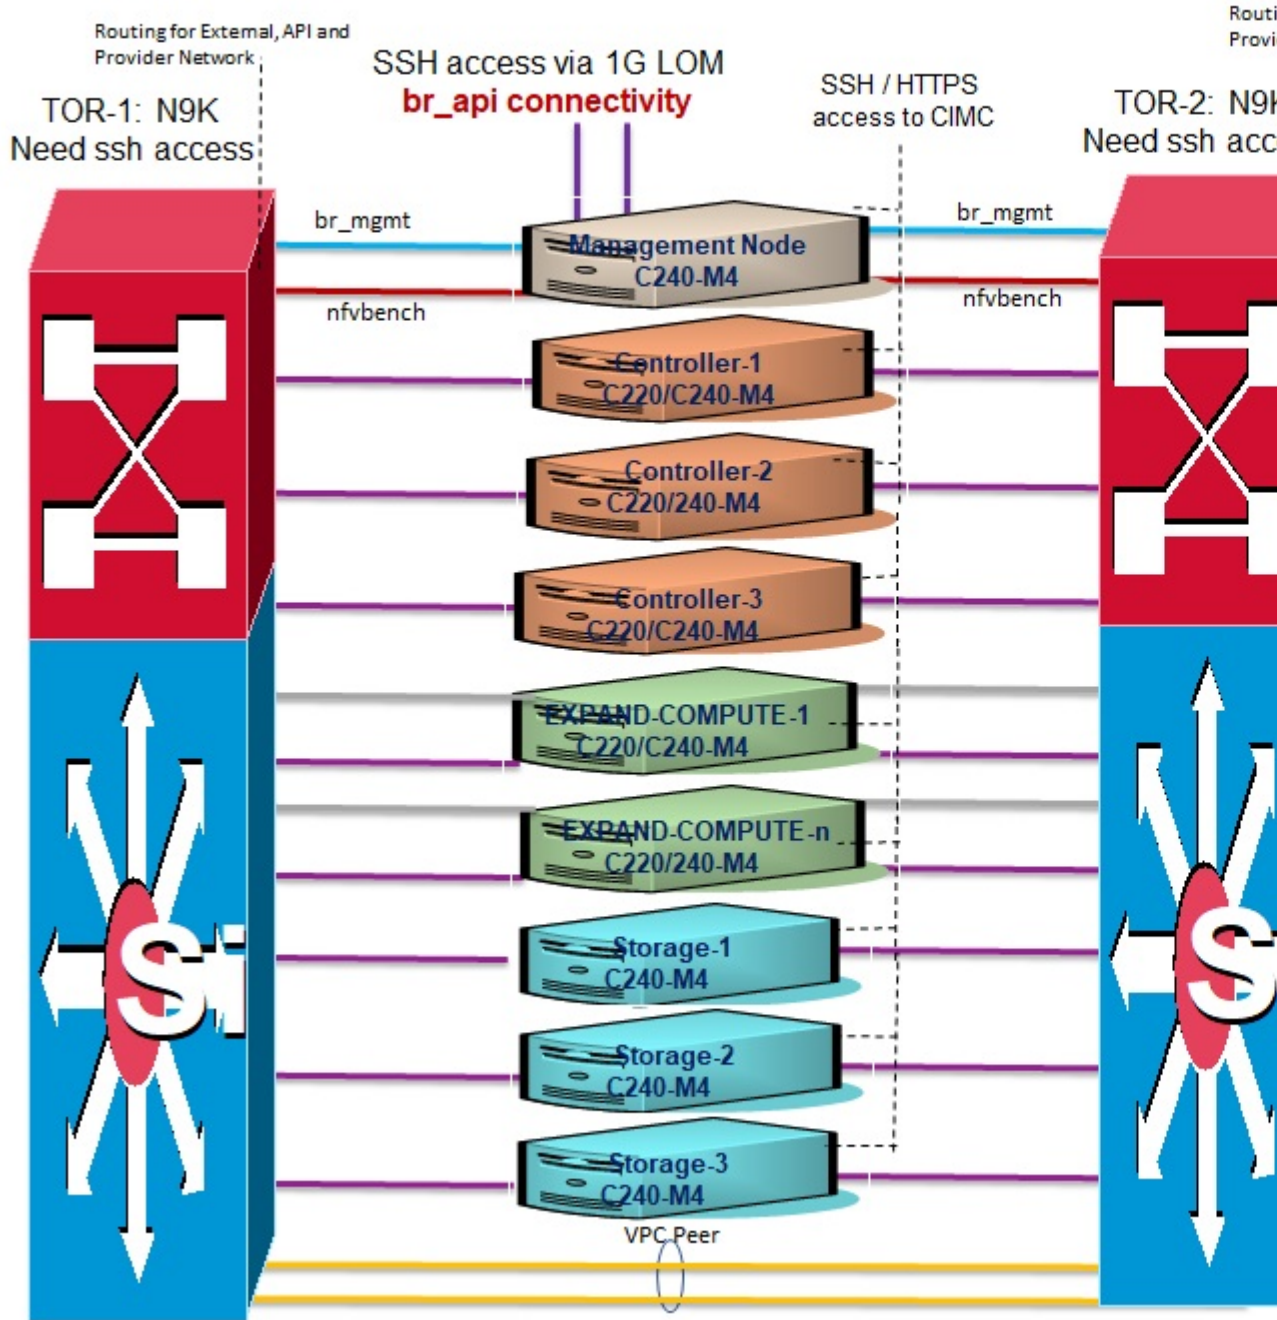 Routing for External, API and
Provider Network
SSH access via 1G LOM
br_api connectivity
SSH / HTTPS
access to CIMC
TOR-1: N9K
Need ssh access
TOR-2:
Need ssh
br_mgmt
br_mgmt
nfvbench
nfvbench
Management Node
C240-M4
Controller-1
C220/C240-M4
Controller-2
C220/240-M4
Controller-3
C220/C240-M4
EXPAND-COMPUTE-1
C220/C240-M4
EXPAND-COMPUTE-n
C220/240-M4
Storage-1
C240-M4
Storage-2
C240-M4
Storage-3
C240-M4
Si
VPC Peer